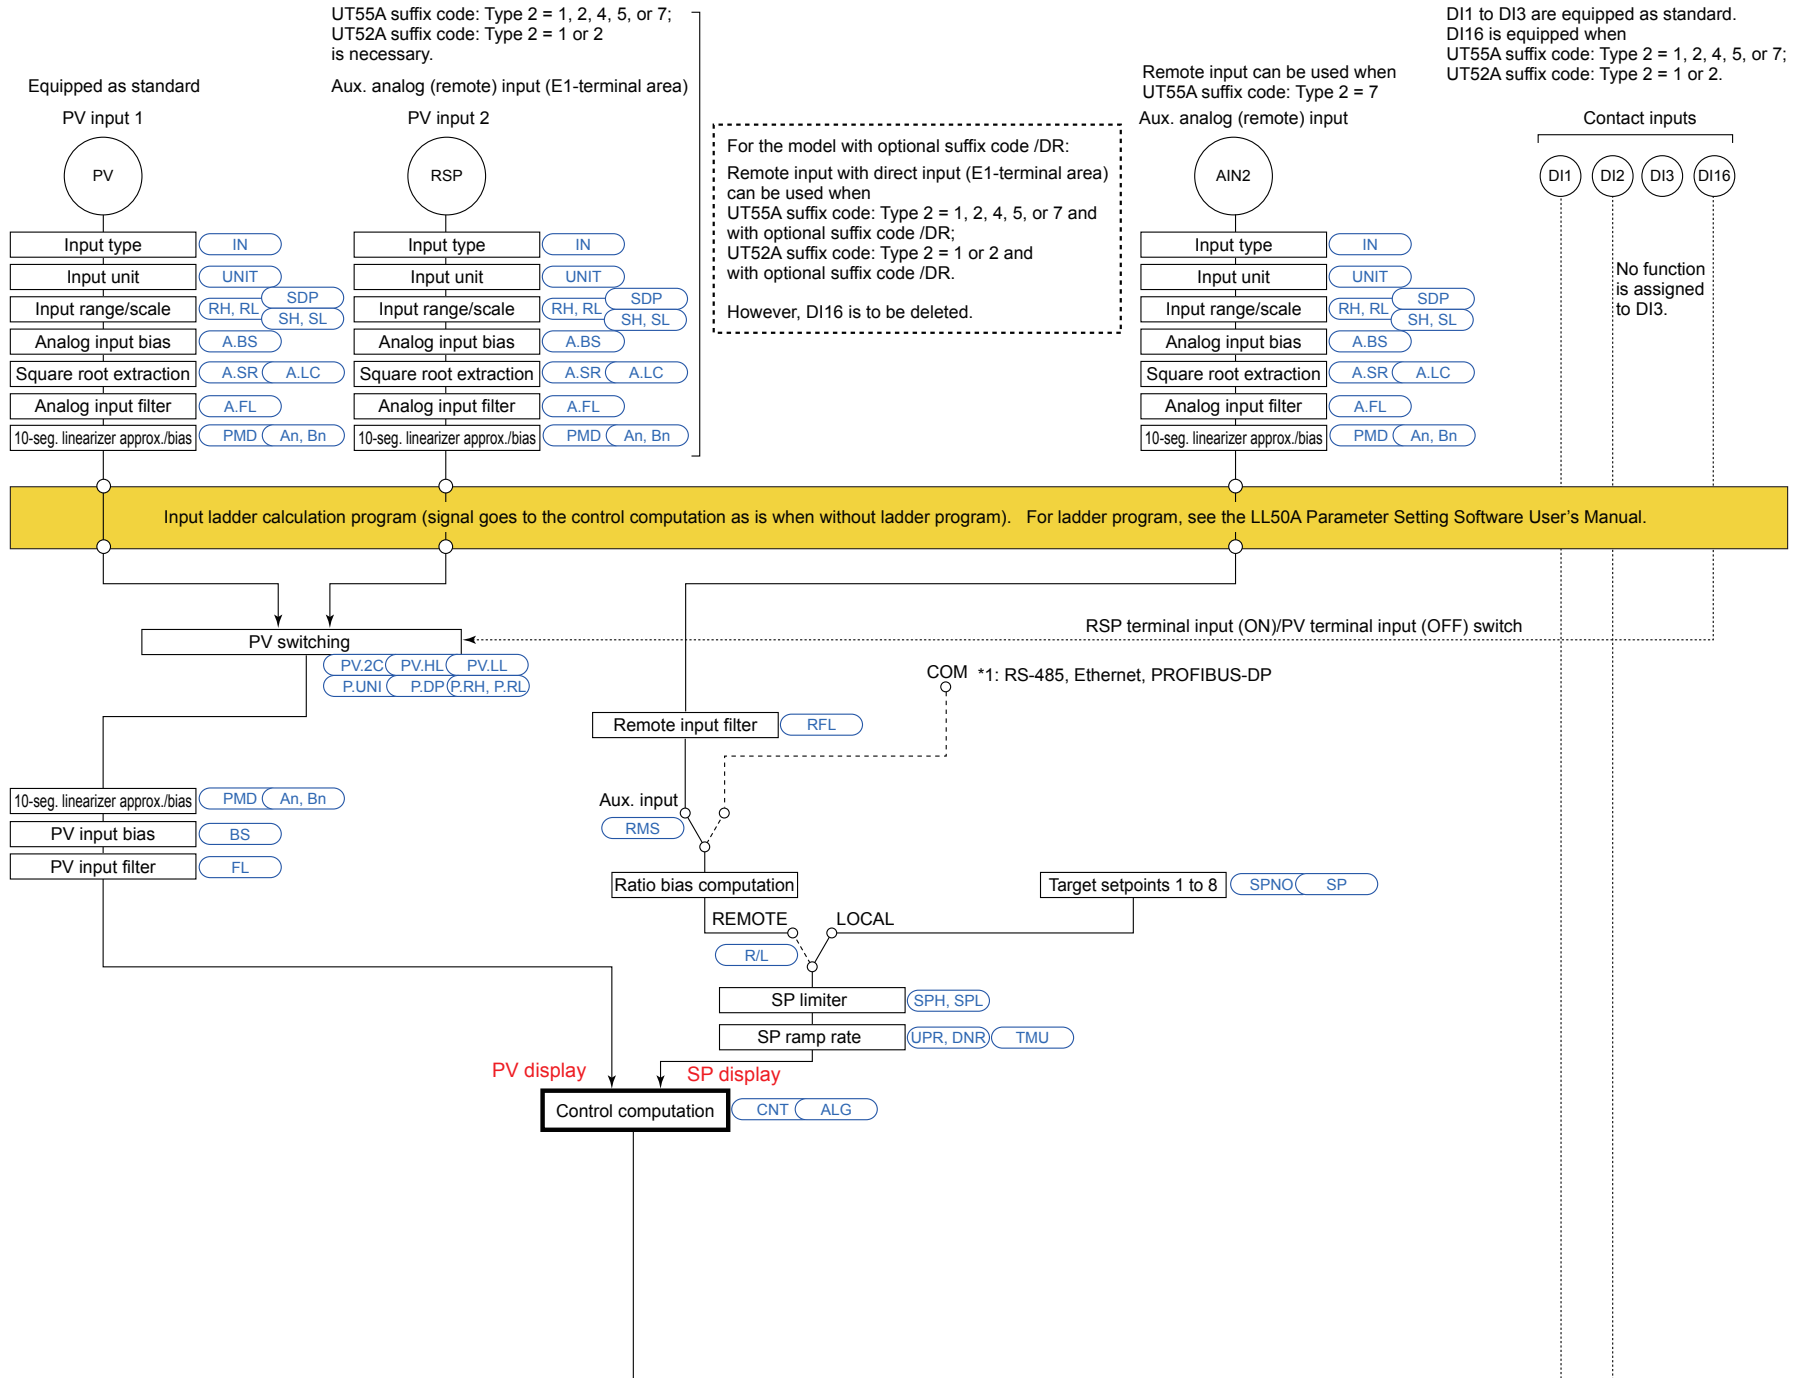 UT55A suffix code: Type 2 = 1, 2, 4, 5, or 7;
UT52A suffix code: Type 2 = 1 or 2
is necessary.
DI1 to DI3 are equipped as standard.
DI16 is equipped when
UT55A suffix code: Type 2 = 1, 2, 4, 5, or 7;
UT52A suffix code: Type 2 = 1 or 2.
Equipped as standard
Aux. analog (remote) input (E1-terminal area)
Remote input can be used when
UT55A suffix code: Type 2 = 7
PV input 1
PV input 2
Aux. analog (remote) input
Contact inputs
PV
RSP
AIN2
DI1
DI2
DI3
DI16
For the model with optional suffix code /DR:
Remote input with direct input (E1-terminal area)
can be used when
UT55A suffix code: Type 2 = 1, 2, 4, 5, or 7 and
with optional suffix code /DR;
UT52A suffix code: Type 2 = 1 or 2 and
with optional suffix code /DR.
However, DI16 is to be deleted.
Input type
IN
Input unit
UNIT
Input range/scale
RH, RL
SDP
SH, SL
Analog input bias
A.BS
Square root extraction
A.SR
A.LC
Analog input filter
A.FL
10-seg. linearizer approx./bias
PMD
An, Bn
Input type
IN
Input unit
UNIT
Input range/scale
RH, RL
SDP
SH, SL
Analog input bias
A.BS
Square root extraction
A.SR
A.LC
Analog input filter
A.FL
10-seg. linearizer approx./bias
PMD
An, Bn
Input type
IN
Input unit
UNIT
Input range/scale
RH, RL
SDP
SH, SL
Analog input bias
A.BS
Square root extraction
A.SR
A.LC
Analog input filter
A.FL
10-seg. linearizer approx./bias
PMD
An, Bn
No function
is assigned
to DI3.
Input ladder calculation program (signal goes to the control computation as is when without ladder program). For ladder program, see the LL50A Parameter Setting Software User's Manual.
RSP terminal input (ON)/PV terminal input (OFF) switch
PV switching
PV.2C
PV.HL
PV.LL
P.UNI
P.DP
P.RH, P.RL
COM
*1: RS-485, Ethernet, PROFIBUS-DP
Remote input filter
RFL
10-seg. linearizer approx./bias
PMD
An, Bn
PV input bias
BS
PV input filter
FL
Aux. input
RMS
Ratio bias computation
Target setpoints 1 to 8
SPNO
SP
REMOTE
LOCAL
R/L
SP limiter
SPH, SPL
SP ramp rate
UPR, DNR
TMU
PV display
SP display
Control computation
CNT
ALG